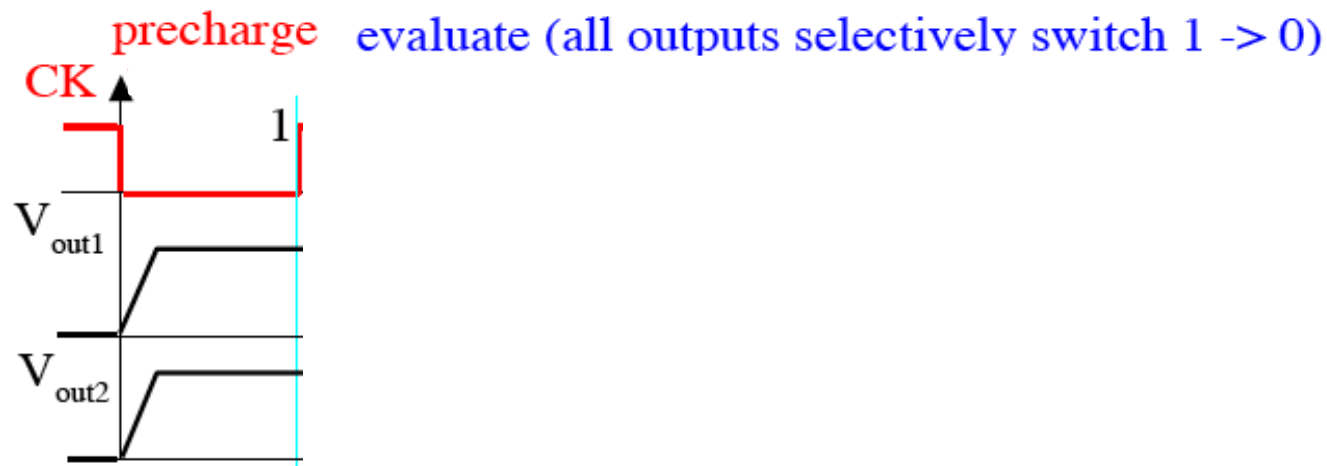 precharge evaluate (all outputs selectively switch 1 -> 0)
CK
1
Vout1
Vout2